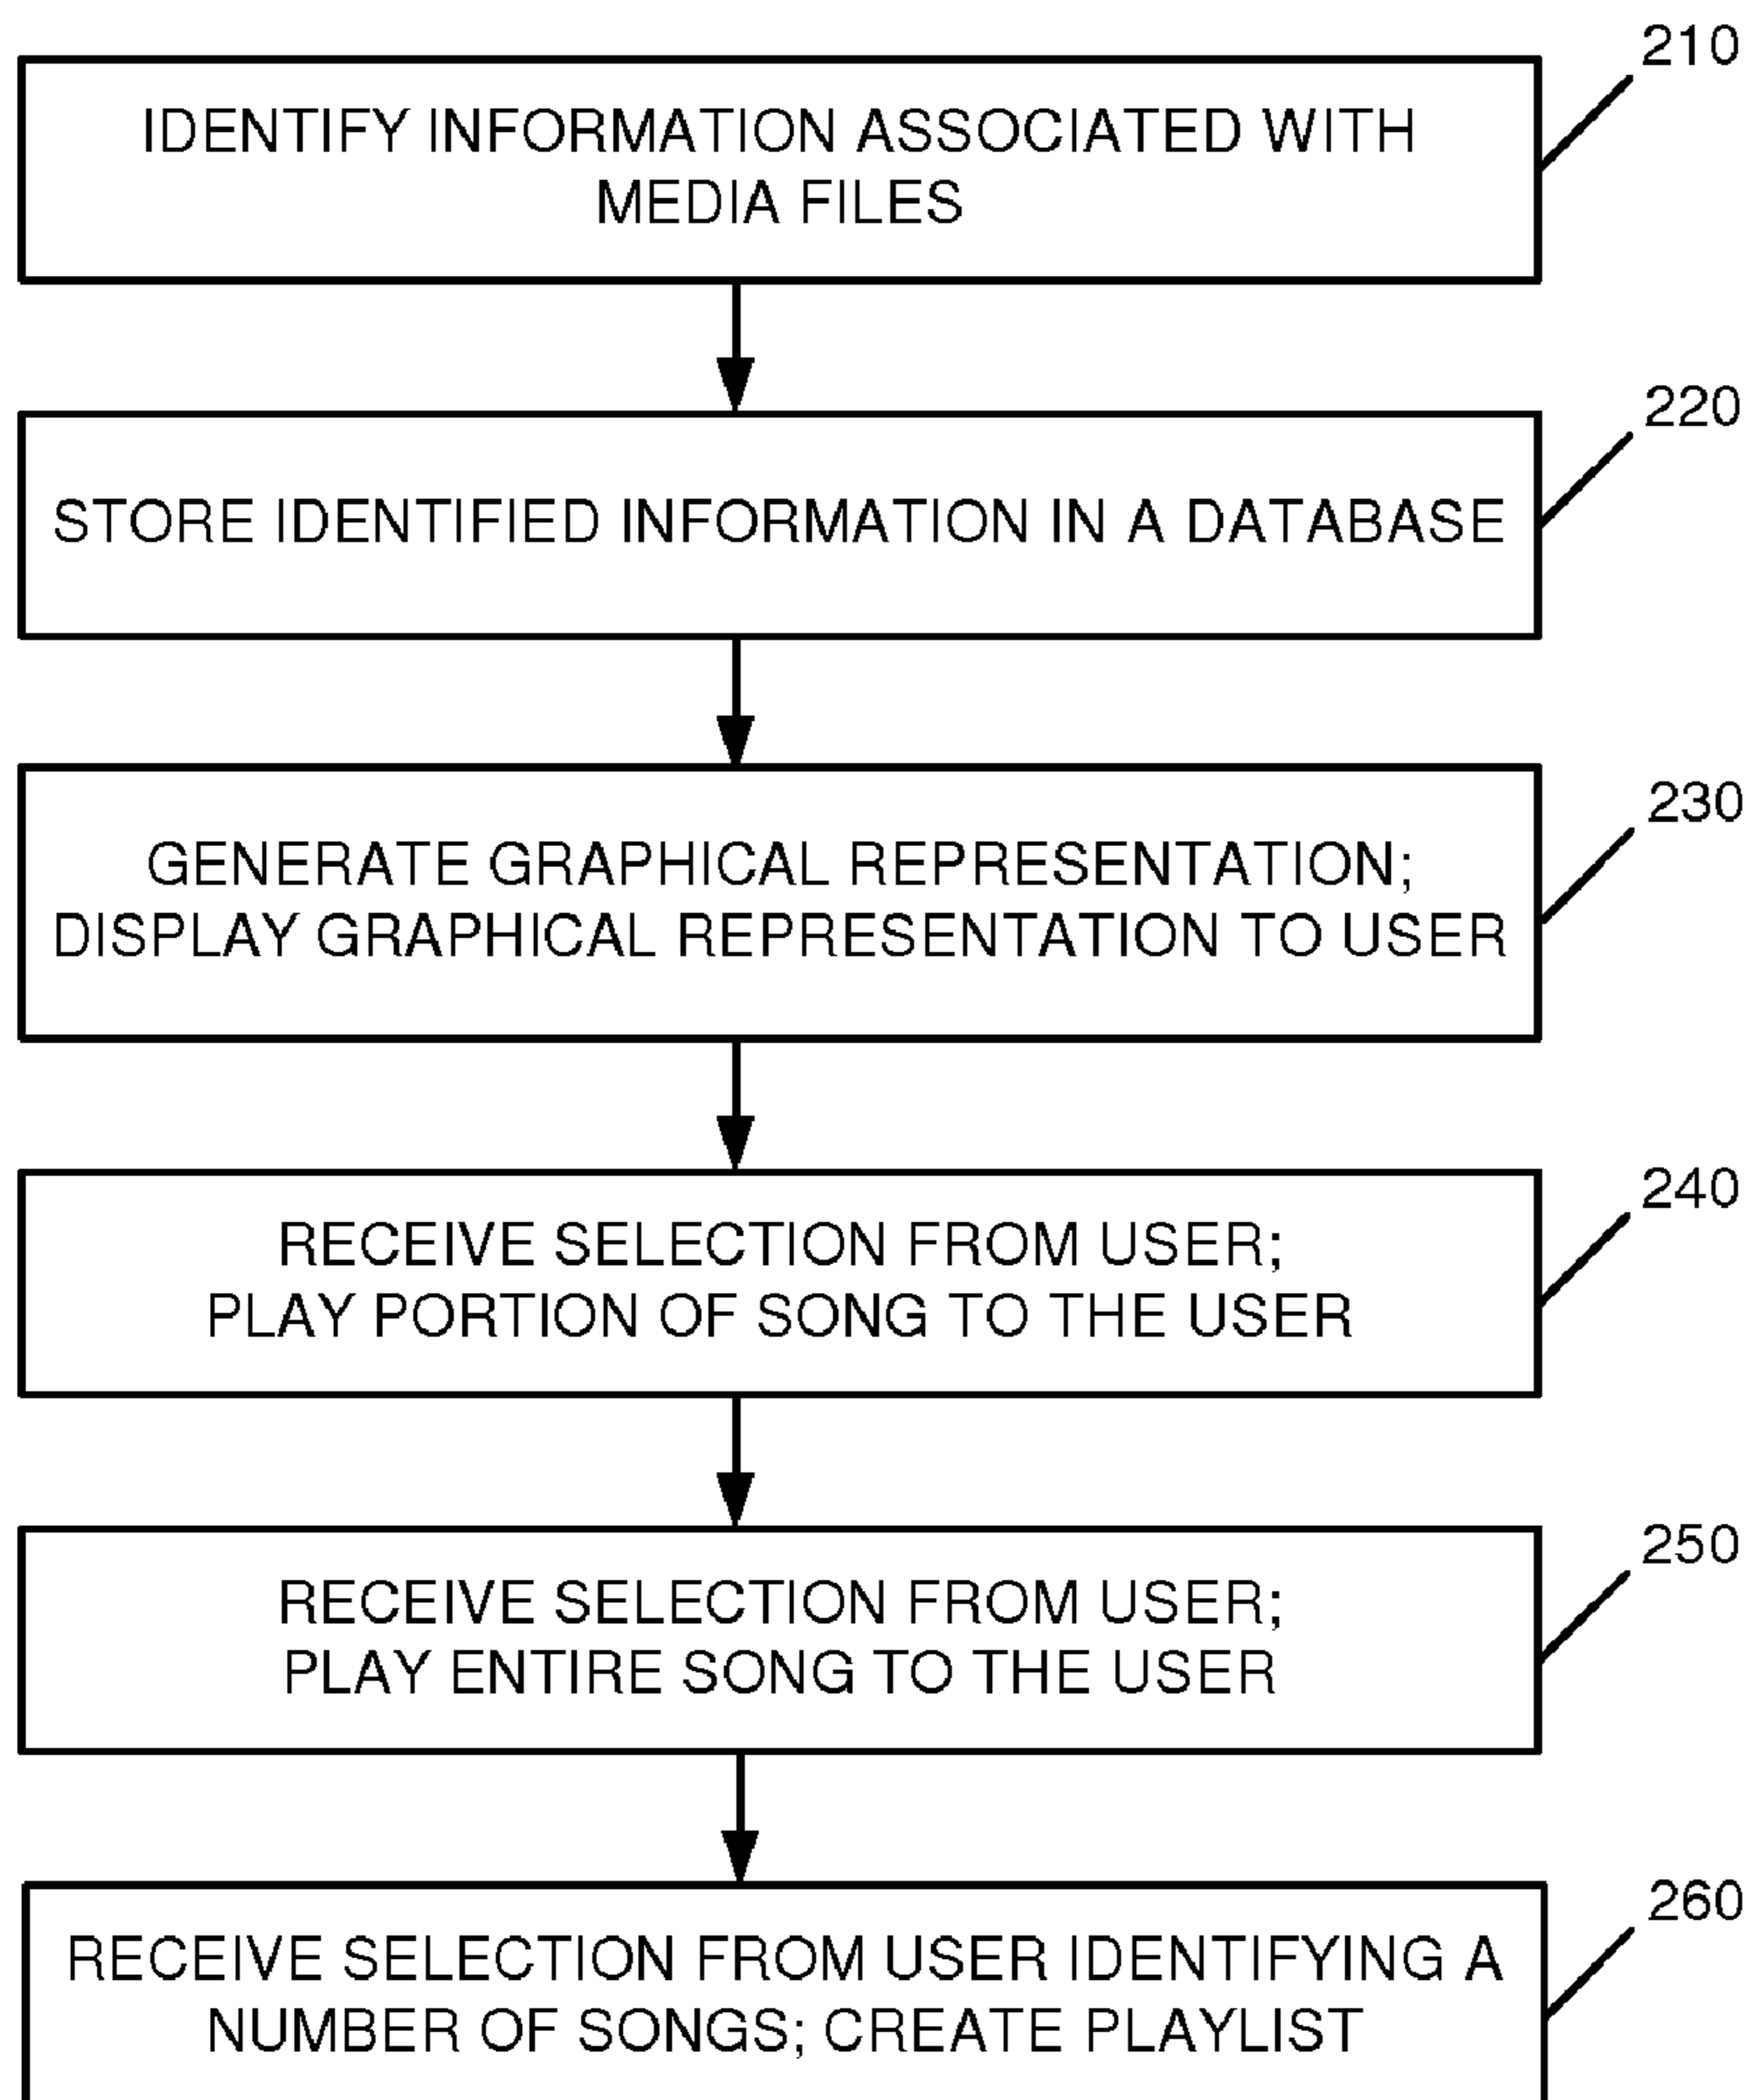 210
IDENTIFY INFORMATION ASSOCIATED WITH
MEDIA FILES
220
STORE IDENTIFIED INFORMATION IN A DATABASE
230
GENERATE GRAPHICAL REPRESENTATION;
DISPLAY GRAPHICAL REPRESENTATION TO USER
240
RECEIVE SELECTION FROM USER;
PLAY PORTION OF SONG TO THE USER
250
RECEIVE SELECTION FROM USER;
PLAY ENTIRE SONG TO THE USER
260
RECEIVE SELECTION FROM USER IDENTIFYING A
NUMBER OF SONGS; CREATE PLAYLIST